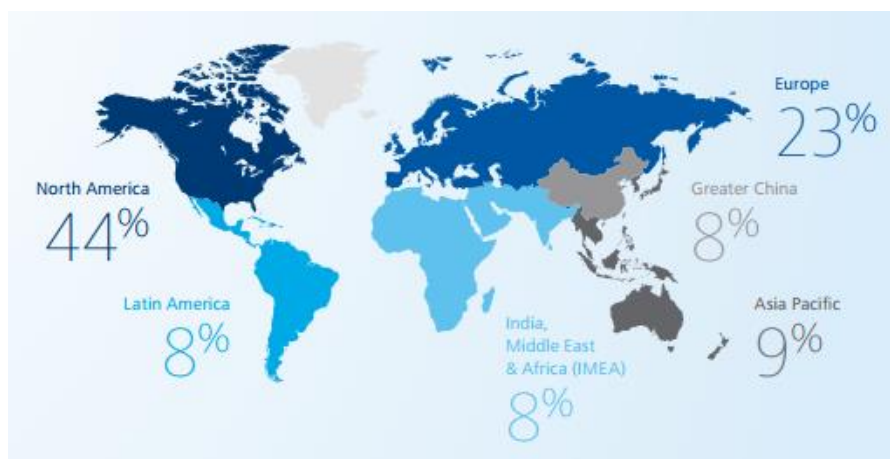 Europe
23%
North America
44%
Greater China
8%
Latin America
8%
India,
Middle East
& Africa (IMEA)
8%
Asia Pacific
9%